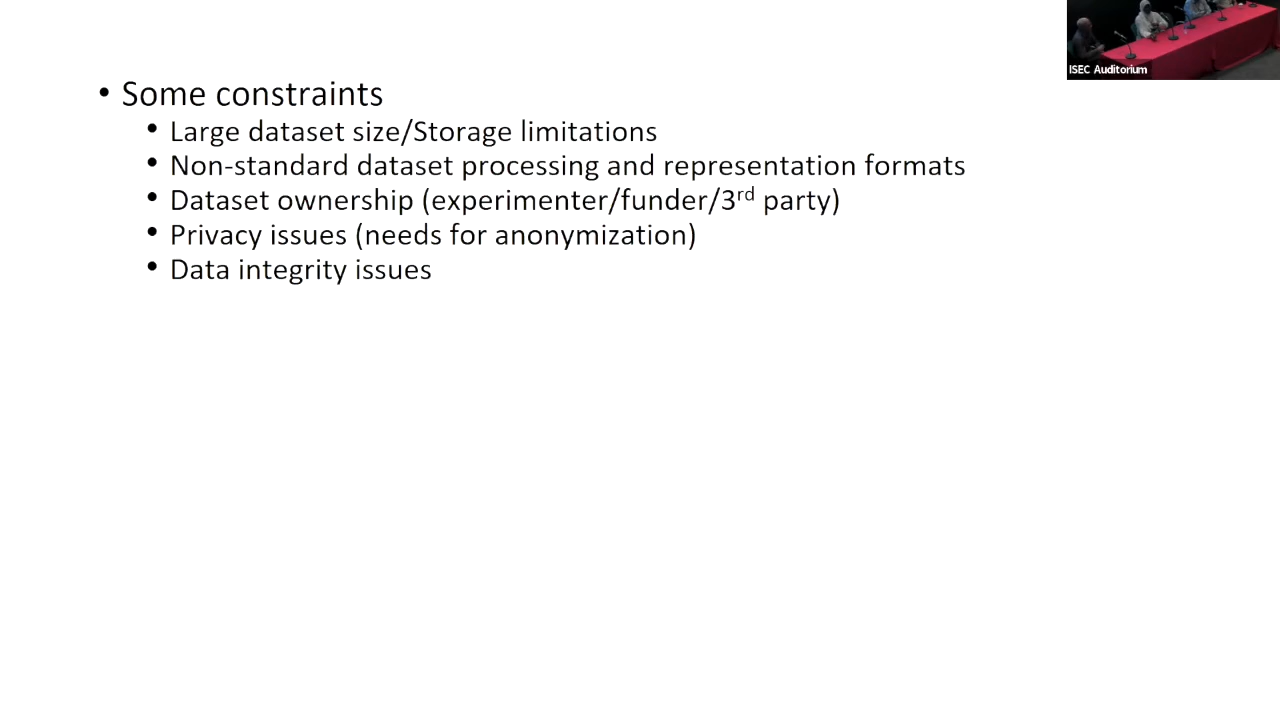 ISEC Auditorium
• Some constraints
• Large dataset size/Storage limitations
• Non-standard dataset processing and representation formats
• Dataset ownership (experimenter/funder/3rd party)
• Privacy issues (needs for anonymization)
• Data integrity issues